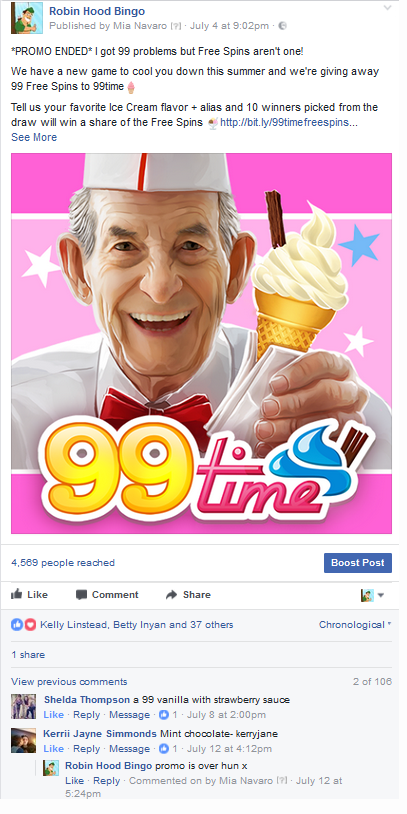 Robin Hood Bingo
Published by Mia Navaro [?] · July 4 at 9:02pm ·
*PROMO ENDED* I got 99 problems but Free Spins aren't one!
We have a new game to cool you down this summer and we're giving away
99 Free Spins to 99time
Tell us your favorite Ice Cream flavor + alias and 10 winners picked from the
draw will win a share of the Free Spins http://bit.ly/99timefreespins...
See More
99time
4,569 people reached
Boost Post
Like Comment Share
Kelly Linstead, Betty Inyan and 37 others Chronological
1 share
View previous comments 2 of 106
Shelda Thompson a 99 vanilla with strawberry sauce
Like · Reply · Message · 1 · July 8 at 2:00pm
Kerrii Jayne Simmonds Mint chocolate- kerryjane
Like · Reply · Message · 1 · July 12 at 4:12pm
Robin Hood Bingo promo is over hun x
Like · Reply · Commented on by Mia Navaro [?] · July 12 at
5:24pm